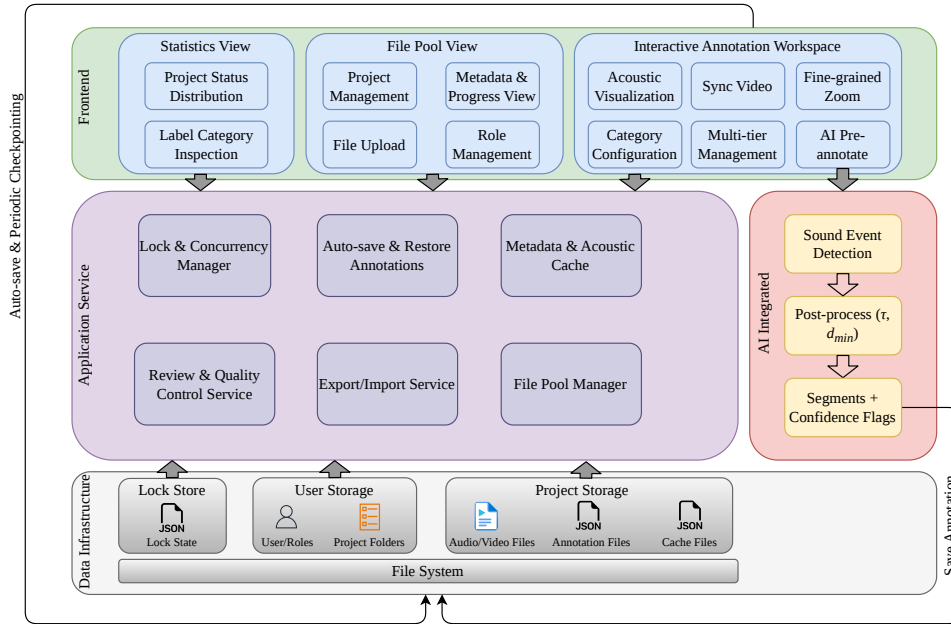 Auto-save & Periodic Checkpointing
Frontend
Statistics View
Project Status
Distribution
Label Category
Inspection
File Pool View
Project
Management
Metadata &
Progress View
File Upload
Role
Management
Interactive Annotation Workspace
Acoustic
Visualization
Sync Video
Fine-grained
Zoom
Category
Configuration
Multi-tier
Management
AI Pre-
annotate
Application Service
Lock & Concurrency
Manager
Auto-save & Restore
Annotations
Metadata & Acoustic
Cache
Review & Quality
Control Service
Export/Import Service
File Pool Manager
AI Integrated
Sound Event
Detection
Post-process (τ,
d_min)
Segments +
Confidence Flags
Data Infrastructure
Lock Store
JSON
Lock State
User Storage
User/Roles
Project Folders
Project Storage
Audio/Video Files
JSON
Annotation Files
JSON
Cache Files
File System
Save Annotation